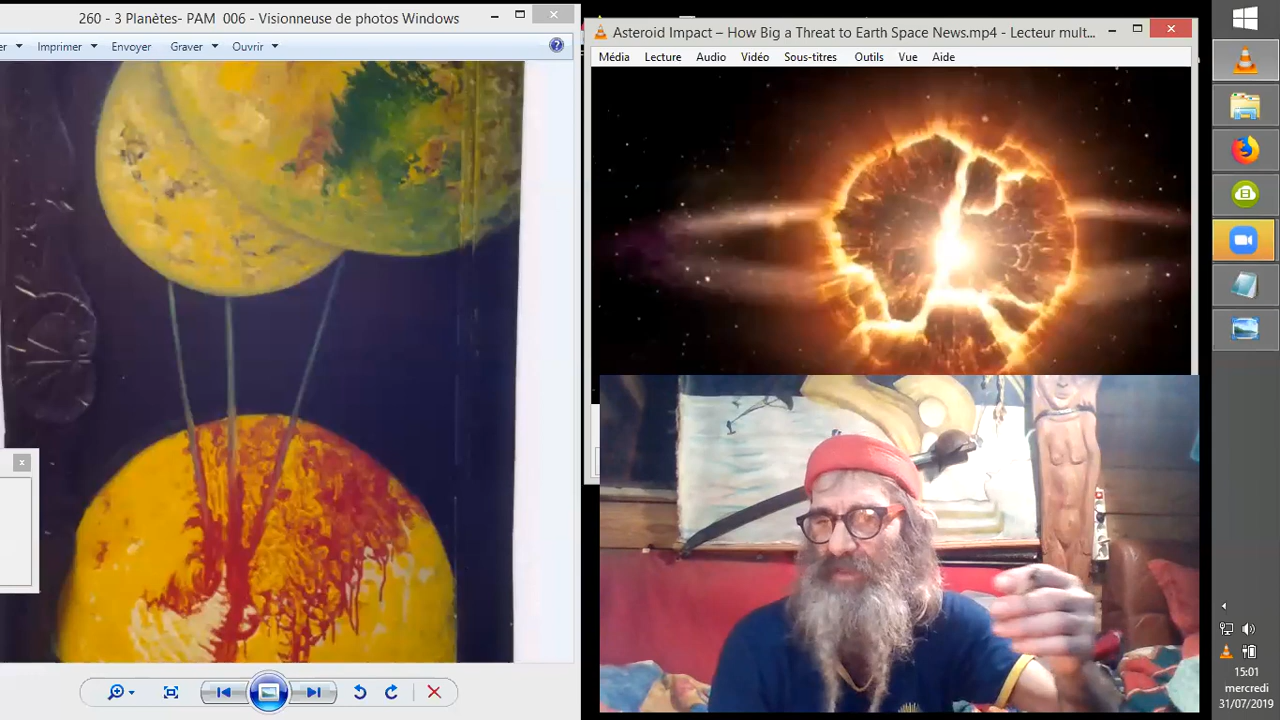 260 - 3 Planètes- PAM 006 - Visionneuse de photos Windows
Imprimer Envoyer Graver Ouvrir
Asteroid Impact – How Big a Threat to Earth Space News.mp4 - Lecteur mult...
Média Lecture Audio Vidéo Sous-titres Outils Vue Aide
15:01
mercredi
31/07/2019